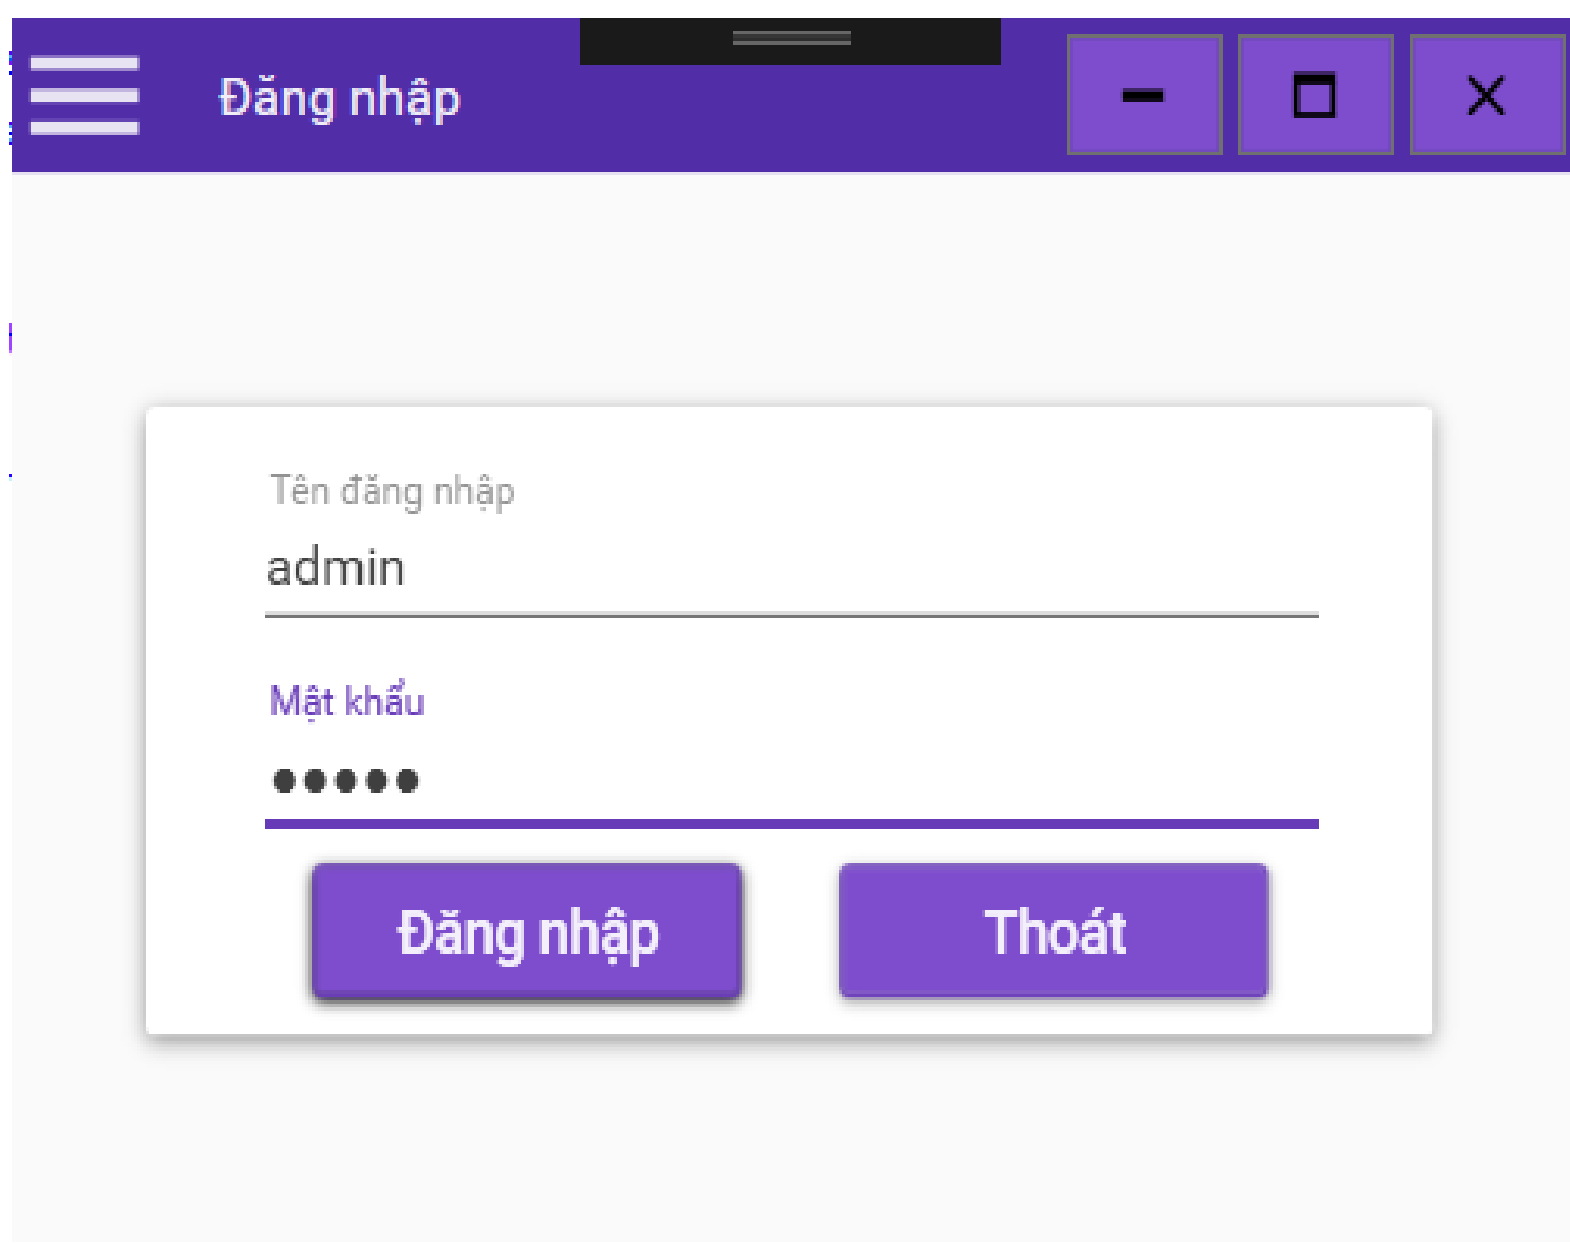 Đăng nhập
Tên đăng nhập
admin
Mật khẩu
•••••
Đăng nhập
Thoát